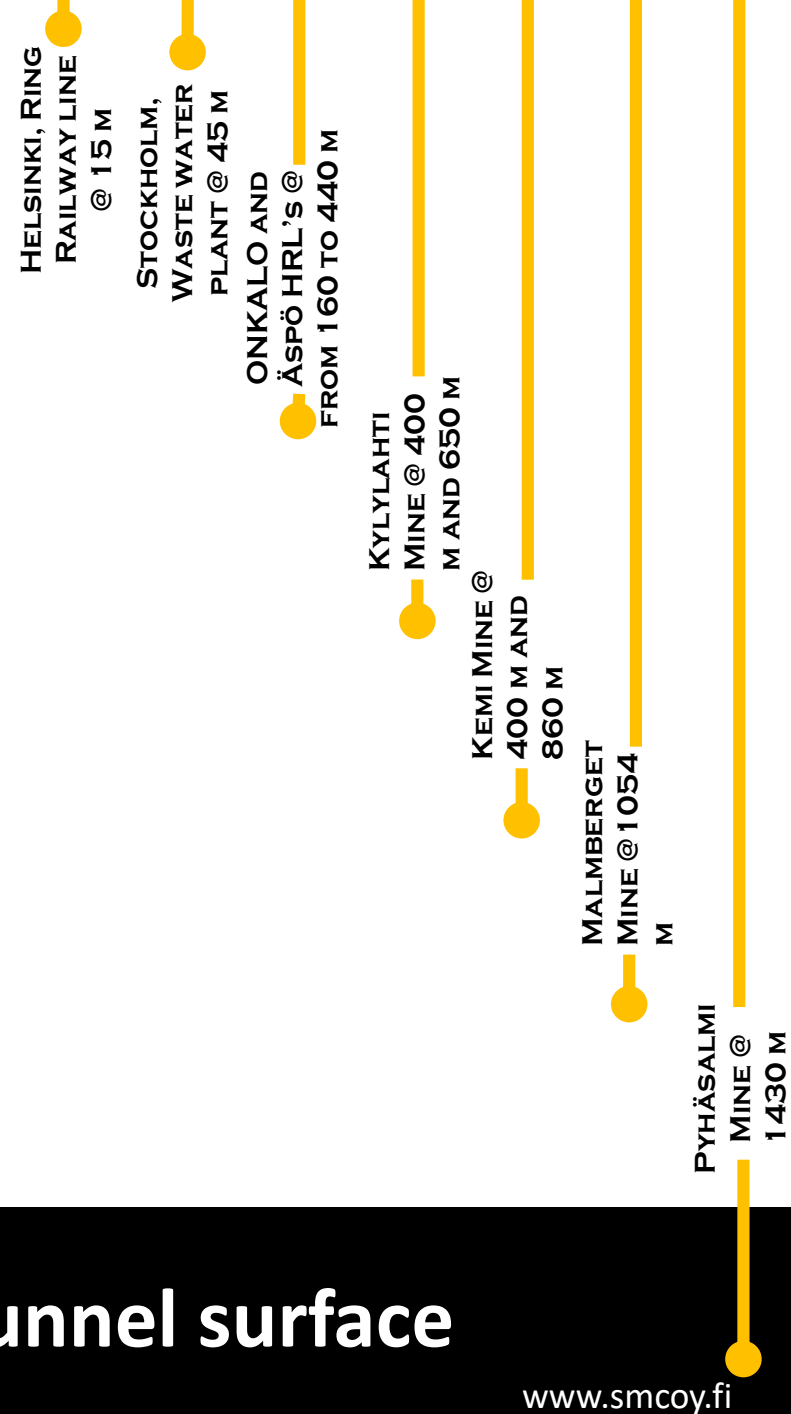 HELSINKI, RING
RAILWAY LINE
@ 15 M
STOCKHOLM,
WASTE WATER
PLANT @ 45 M
ONKALO AND
ÄSPÖ HRL'S @
FROM 160 TO 440 M
KYLYLAHTI
MINE @ 400
M AND 650 M
KEMI MINE @
400 M AND
860 M
MALMBERGET
MINE @1054
M
PYHÄSALMI
MINE @
1430 M
unnel surface
www.smcoy.fi